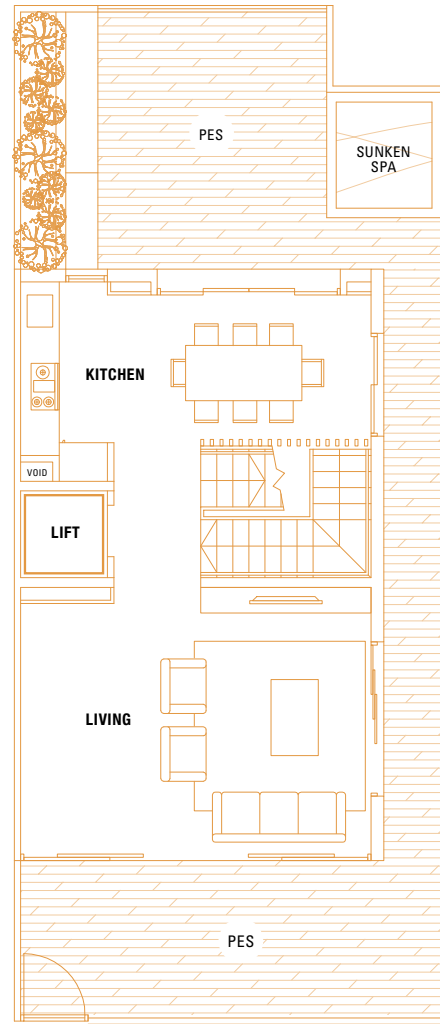 PES
SUNKEN
SPA
KITCHEN
VOID
LIFT
LIVING
PES